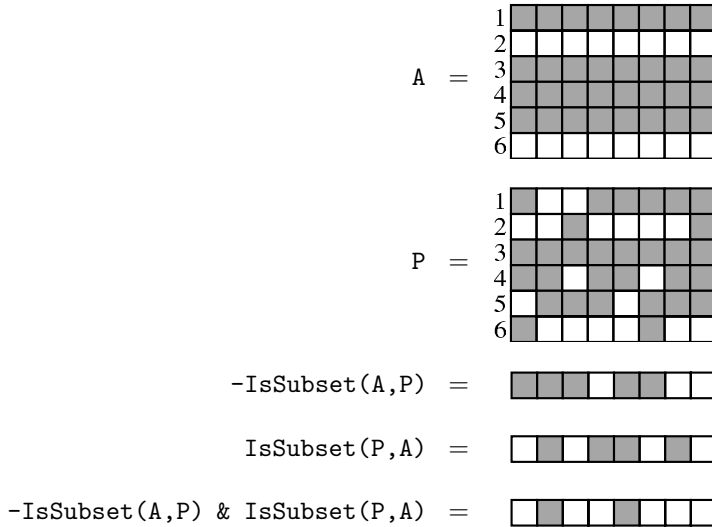 1
2
A = 3
4
5
6
1
2
P = 3
4
5
6
-IsSubset(A,P) =
IsSubset(P,A) =
-IsSubset(A,P) & IsSubset(P,A) =